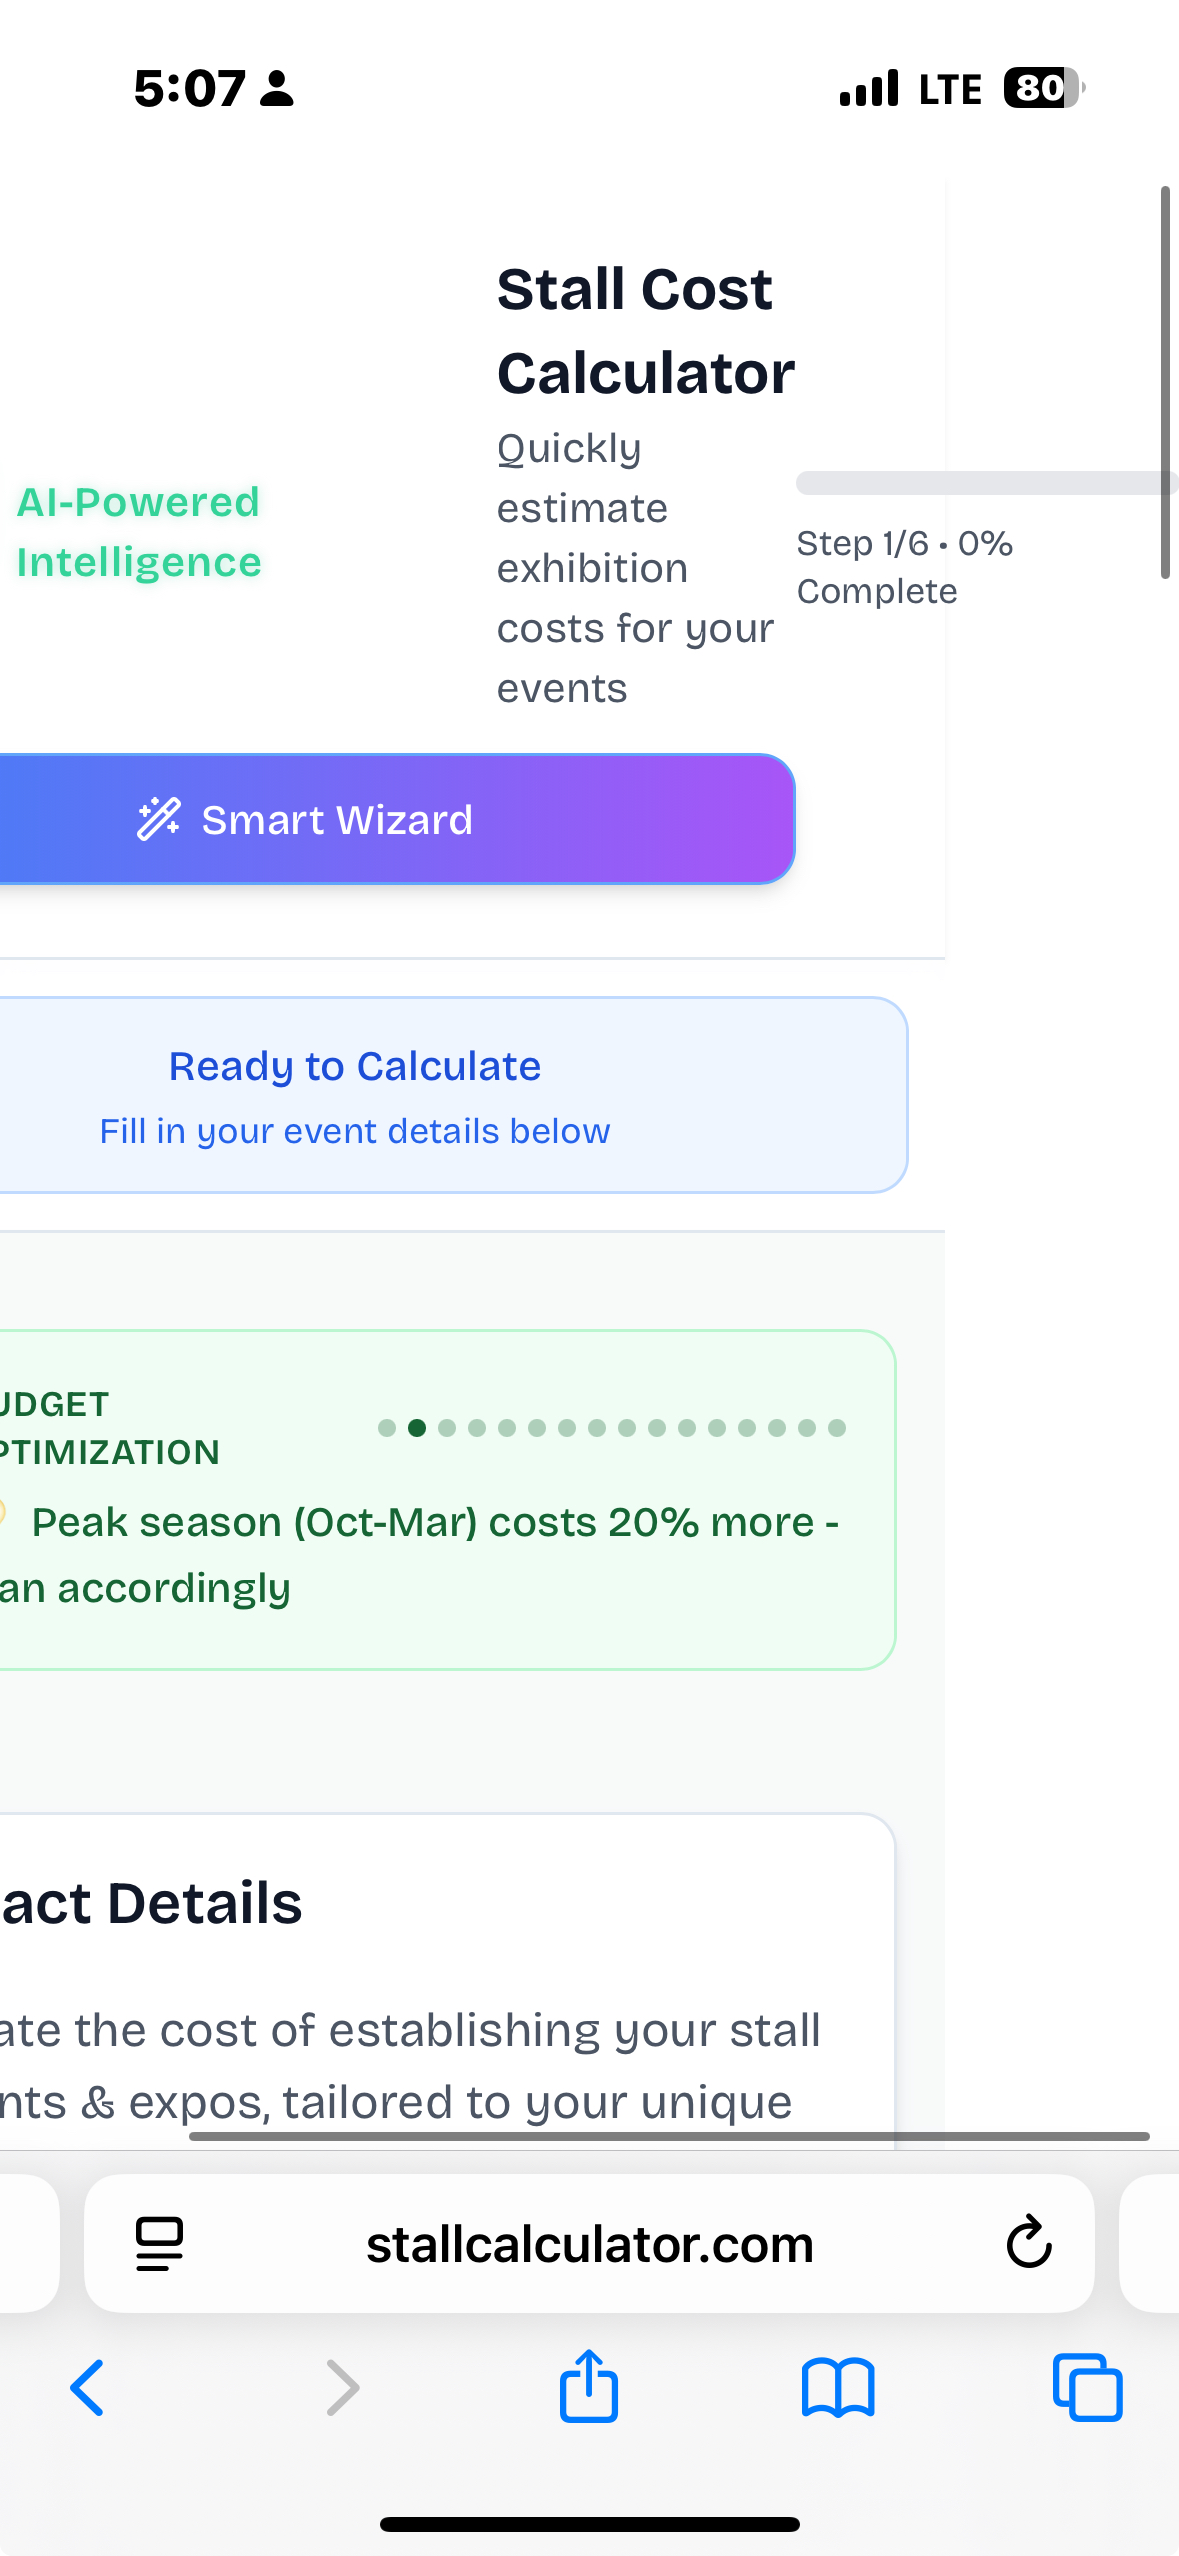 5:07
LTE
80
Stall Cost
Calculator
Quickly
estimate
exhibition
costs for your
events
AI-Powered
Intelligence
Step 1/6 • 0%
Complete
Smart Wizard
Ready to Calculate
Fill in your event details below
UDGET
PTIMIZATION
Peak season (Oct-Mar) costs 20% more -
an accordingly
act Details
ate the cost of establishing your stall
nts & expos, tailored to your unique
stallcalculator.com